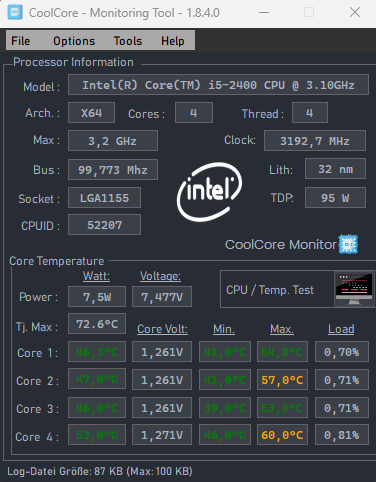 CoolCore - Monitoring Tool - 1.8.4.0
File Options Tools Help
Processor Information
Model : Intel(R) Core(TM) i5-2400 CPU @ 3.10GHz
Arch. : X64 Cores : 4 Thread : 4
Max : 3,2 GHz Clock: 3192,7 MHz
Bus : 99,773 Mhz Lith: 32 nm
intel
Socket : LGA1155 TDP: 95 W
CPUID : 52207
CoolCore Monitor
Core Temperature
Watt: Voltage:
Power : 7,5W 7,477V CPU / Temp. Test
Tj. Max : 72.6°C Core Volt: Min. Max. Load
Core 1 : 46,3°C 1,261V 41,0°C 54,8°C 0,70%
Core 2 : 47,0°C 1,261V 41,0°C 57,0°C 0,71%
Core 3 : 46,0°C 1,261V 39,0°C 53,0°C 0,71%
Core 4 : 53,0°C 1,271V 46,0°C 60,0°C 0,81%
Log-Datei Größe: 87 KB (Max: 100 KB)